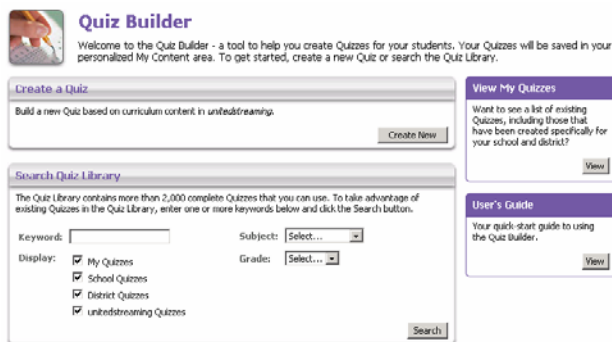 Quiz Builder
Welcome to the Quiz Builder - a tool to help you create Quizzes for your students. Your Quizzes will be saved in your
personalized My Content area. To get started, create a new Quiz or search the Quiz Library.
Create a Quiz
Build a new Quiz based on curriculum content in unitedstreaming.
Create New
Search Quiz Library
The Quiz Library contains more than 2,000 complete Quizzes that you can use. To take advantage of
existing Quizzes in the Quiz Library, enter one or more keywords below and click the Search button.
Keyword:
Subject: Select...
Display:
Grade: Select...
My Quizzes
School Quizzes
District Quizzes
unitedstreaming Quizzes
Search
View My Quizzes
Want to see a list of existing
Quizzes, including those that
have been created specifically for
your school and district?
View
User's Guide
Your quick-start guide to using
the Quiz Builder.
View